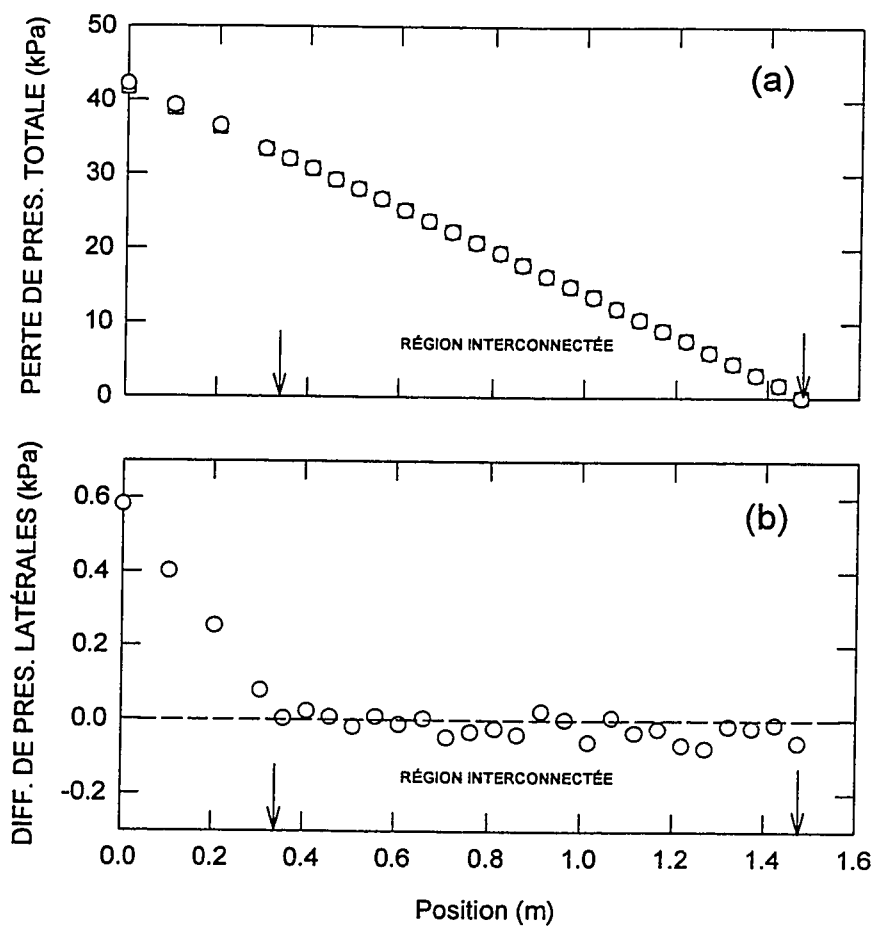 PERTE DE PRES. TOTALE (kPa)
50
40
30
20
10
0
(a)
RÉGION INTERCONNECTÉE
DIFF. DE PRES. LATÉRALES (kPa)
0.6
0.4
0.2
0.0
-0.2
(b)
RÉGION INTERCONNECTÉE
0.0 0.2 0.4 0.6 0.8 1.0 1.2 1.4 1.6
Position (m)